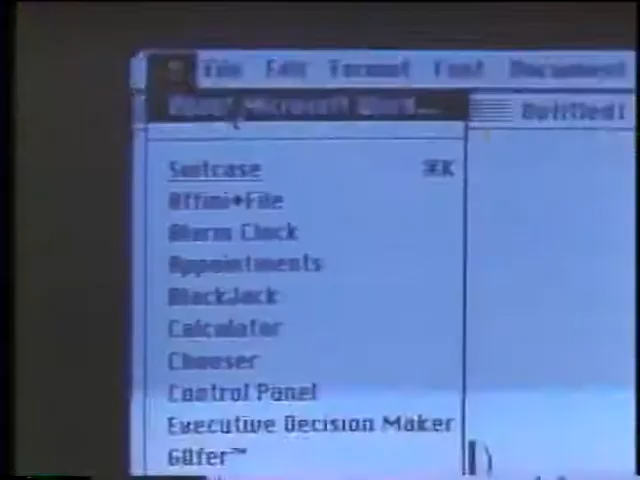 File Edit Format Font Document
About Microsoft Word...
Untitled1
Suitcase ⌘K
Affini◆File
Alarm Clock
Appointments
BlackJack
Calculator
Chooser
Control Panel
Executive Decision Maker
GOfer™